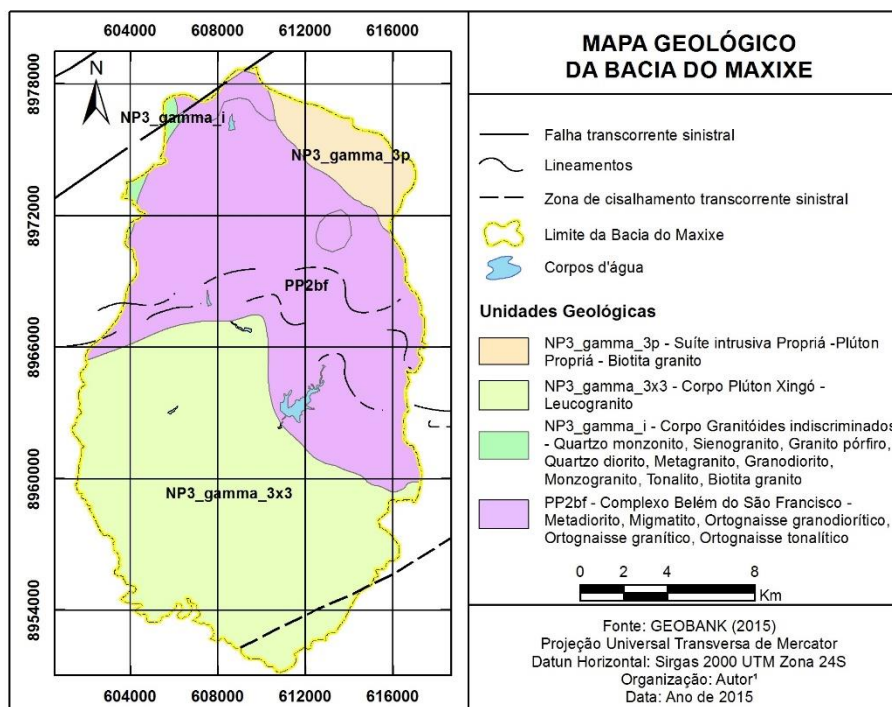 604000 608000 612000 616000
8978000
8972000
8966000
8960000
8954000
N
NP3_gamma_i
NP3_gamma_3p
PP2bf
NP3_gamma_3x3
604000 608000 612000 616000
MAPA GEOLÓGICO
DA BACIA DO MAXIXE
Falha transcorrente sinistral
Lineamentos
Zona de cisalhamento transcorrente sinistral
Limite da Bacia do Maxixe
Corpos d'água
Unidades Geológicas
NP3_gamma_3p - Suíte intrusiva Propriá -Plúton
Propriá - Biotita granito
NP3_gamma_3x3 - Corpo Plúton Xingó -
Leucogranito
NP3_gamma_i - Corpo Granitóides indiscriminados
- Quartzo monzonito, Sienogranito, Granito pórfiro,
Quartzo diorito, Metagranito, Granodiorito,
Monzogranito, Tonalito, Biotita granito
PP2bf - Complexo Belém do São Francisco -
Metadiorito, Migmatito, Ortognaisse granodiorítico,
Ortognaisse granítico, Ortognaisse tonalítico
0 2 4 8
Km
Fonte: GEOBANK (2015)
Projeção Universal Transversa de Mercator
Datun Horizontal: Sirgas 2000 UTM Zona 24S
Organização: Autor¹
Data: Ano de 2015